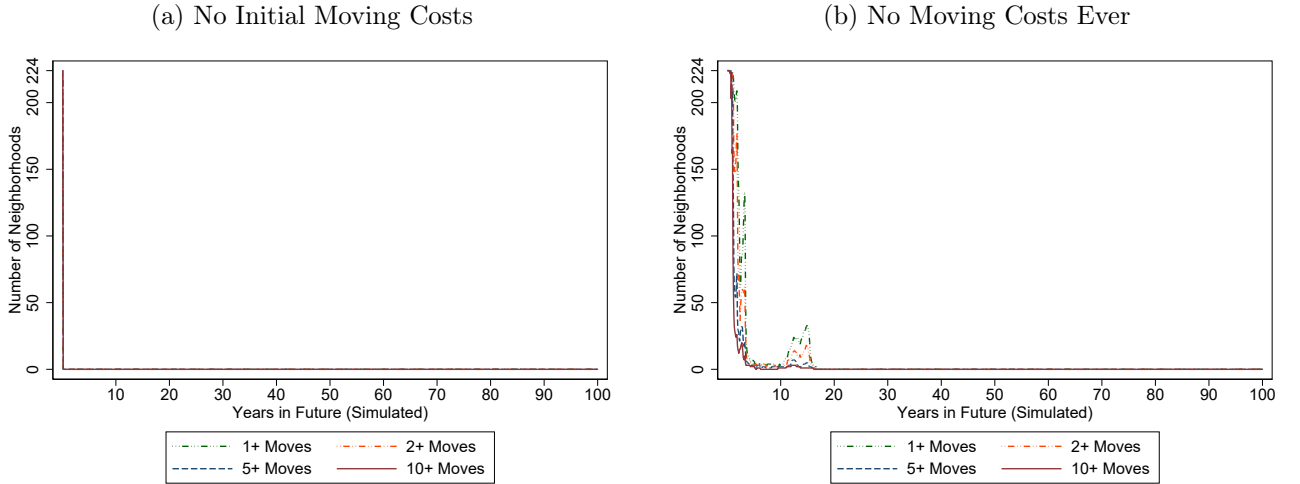 (a) No Initial Moving Costs
Number of Neighborhoods
224
200
150
100
50
0
10 20 30 40 50 60 70 80 90 100
Years in Future (Simulated)
1+ Moves 2+ Moves
5+ Moves 10+ Moves
(b) No Moving Costs Ever
Number of Neighborhoods
224
200
150
100
50
0
10 20 30 40 50 60 70 80 90 100
Years in Future (Simulated)
1+ Moves 2+ Moves
5+ Moves 10+ Moves